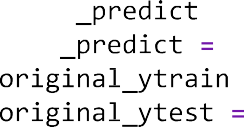 _predict
_predict =
original_ytrain
original_ytest =